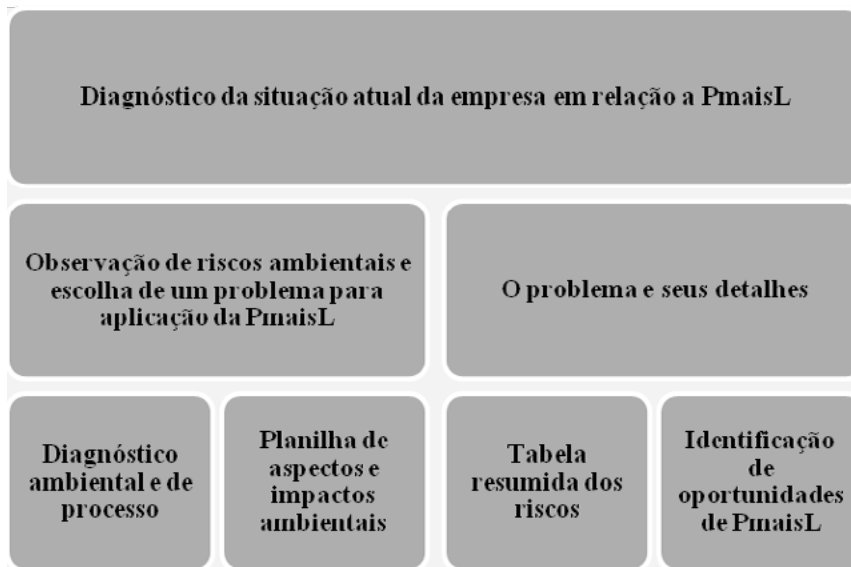 Diagnóstico da situação atual da empresa em relação a PmaisL
Observação de riscos ambientais e
escolha de um problema para
aplicação da PmaisL
O problema e seus detalhes
Diagnóstico
ambiental e de
processo
Planilha de
aspectos e
impactos
ambientais
Tabela
resumida dos
riscos
Identificação
de
oportunidades
de PmaisL